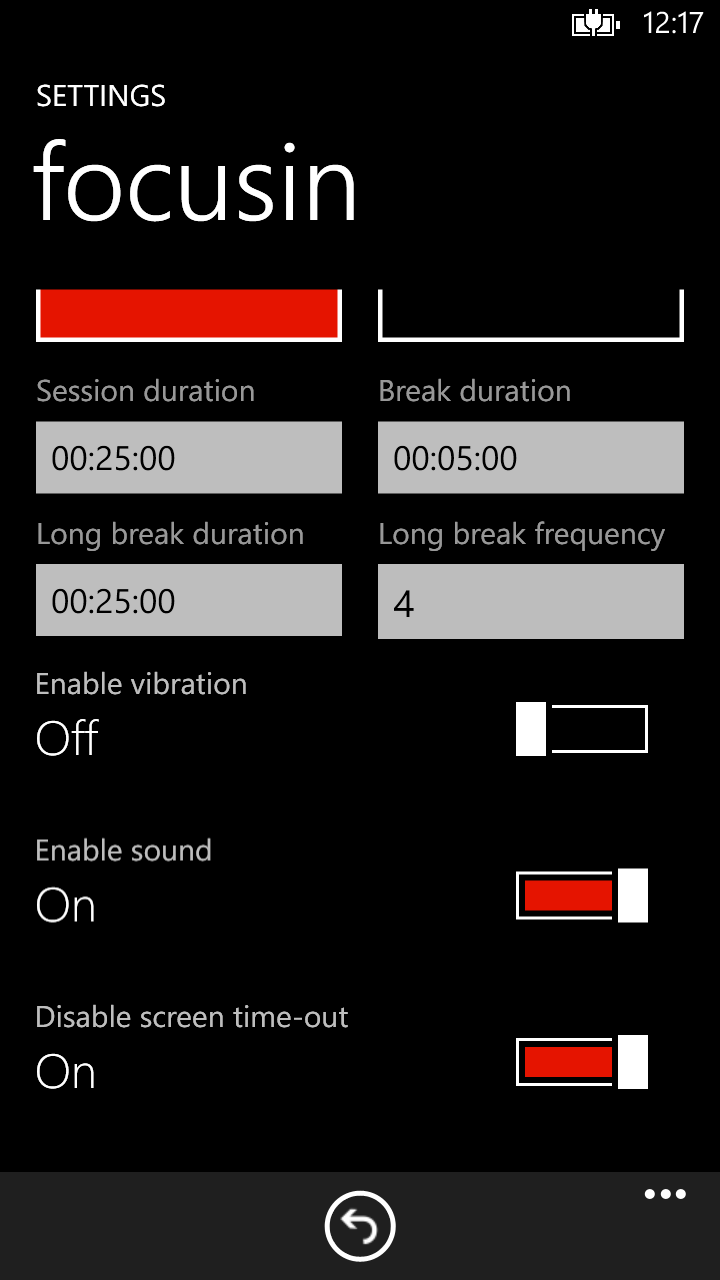 12:17
SETTINGS
focusin
Session duration Break duration
00:25:00 00:05:00
Long break duration Long break frequency
00:25:00 4
Enable vibration
Off
Enable sound
On
Disable screen time-out
On